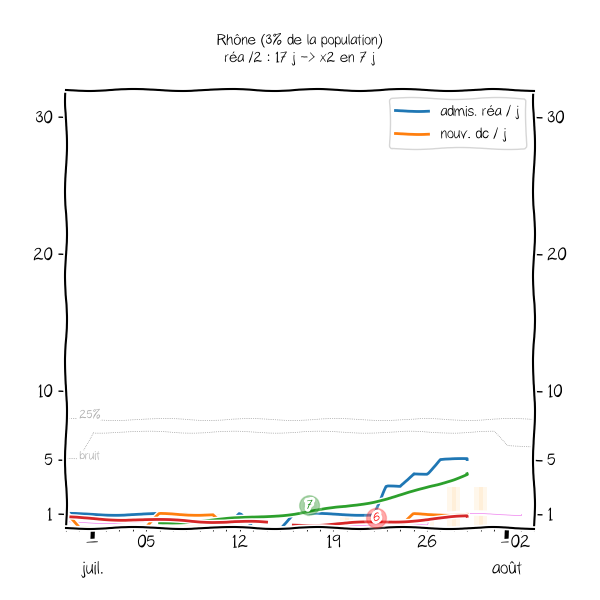 Rhône (3% de la population)
réa /2 : 17 j -> x2 en 7 j
admis. réa / j
nouv. dc / j
30
30
20
20
10
10
25%
bruit
5
5
7
6
1
1
05
12
19
26
02
juil.
août